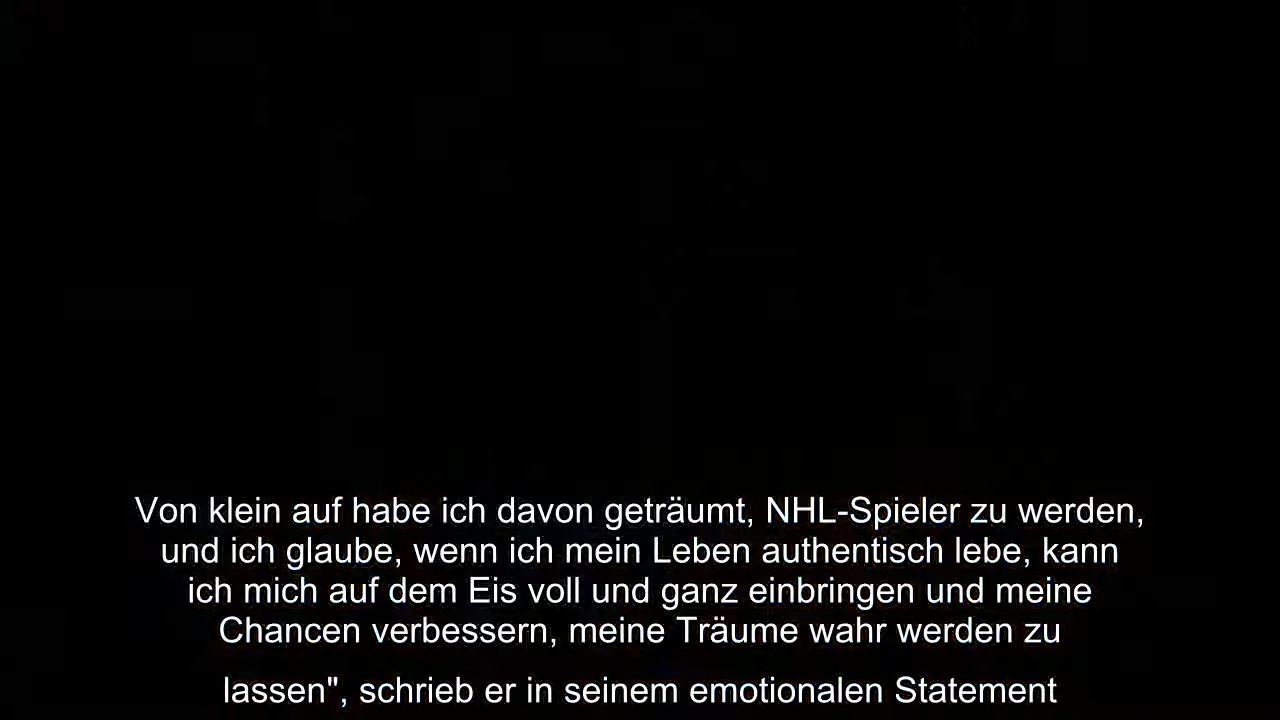 Von klein auf habe ich davon geträumt, NHL-Spieler zu werden,
und ich glaube, wenn ich mein Leben authentisch lebe, kann
ich mich auf dem Eis voll und ganz einbringen und meine
Chancen verbessern, meine Träume wahr werden zu
lassen", schrieb er in seinem emotionalen Statement